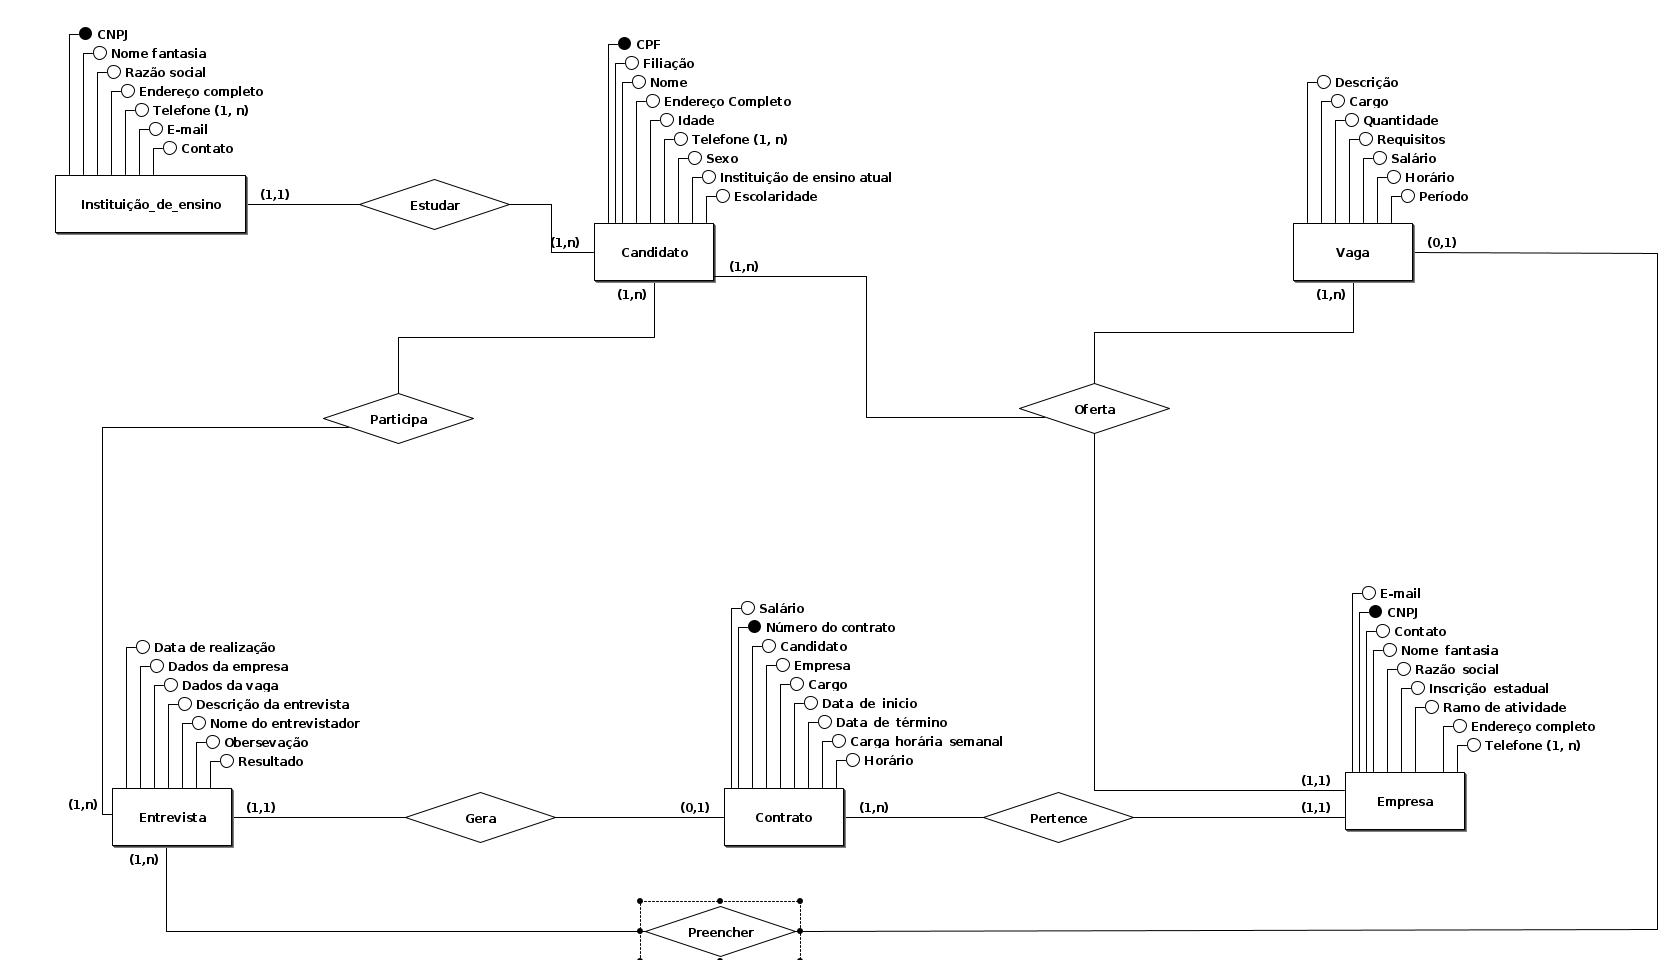 CNPJ
Nome fantasia
Razão social
Endereço completo
Telefone (1, n)
E-mail
Contato
Instituição_de_ensino
(1,1)
Estudar
(1,n)
CPF
Filiação
Nome
Endereço Completo
Idade
Telefone (1, n)
Sexo
Instituição de ensino atual
Escolaridade
Candidato
(1,n)
(1,n)
Descrição
Cargo
Quantidade
Requisitos
Salário
Horário
Período
Vaga
(0,1)
(1,n)
Participa
Oferta
Data de realização
Dados da empresa
Dados da vaga
Descrição da entrevista
Nome do entrevistador
Obersevação
Resultado
(1,n)
Entrevista
(1,1)
(1,n)
Gera
Salário
Número do contrato
Candidato
Empresa
Cargo
Data de inicio
Data de término
Carga horária semanal
Horário
(0,1)
Contrato
(1,n)
Pertence
E-mail
CNPJ
Contato
Nome fantasia
Razão social
Inscrição estadual
Ramo de atividade
Endereço completo
Telefone (1, n)
(1,1)
(1,1)
Empresa
Preencher